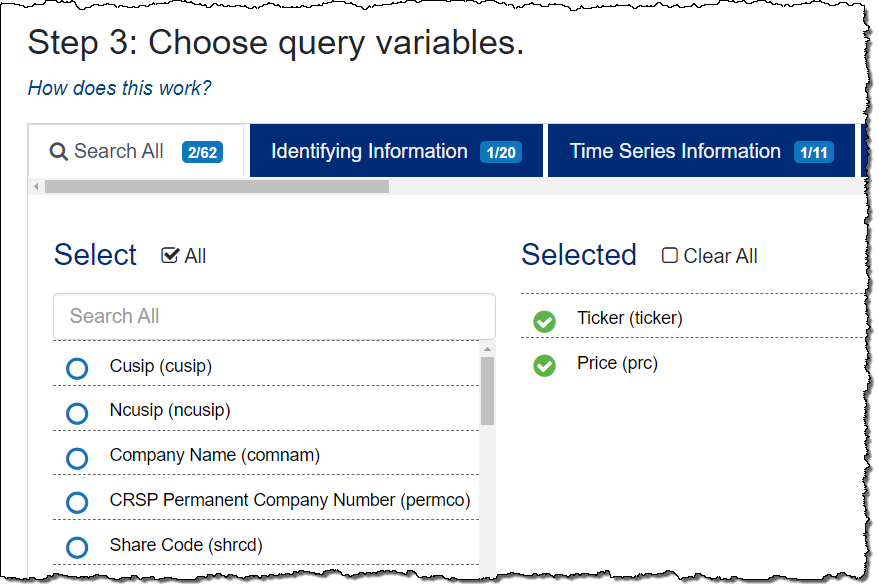 Step 3: Choose query variables.
How does this work?
Search All 2/62 Identifying Information 1/20 Time Series Information 1/11
Select All Selected Clear All
Search All
Ticker (ticker)
Cusip (cusip)
Price (prc)
Ncusip (ncusip)
Company Name (comnam)
CRSP Permanent Company Number (permco)
Share Code (shrcd)